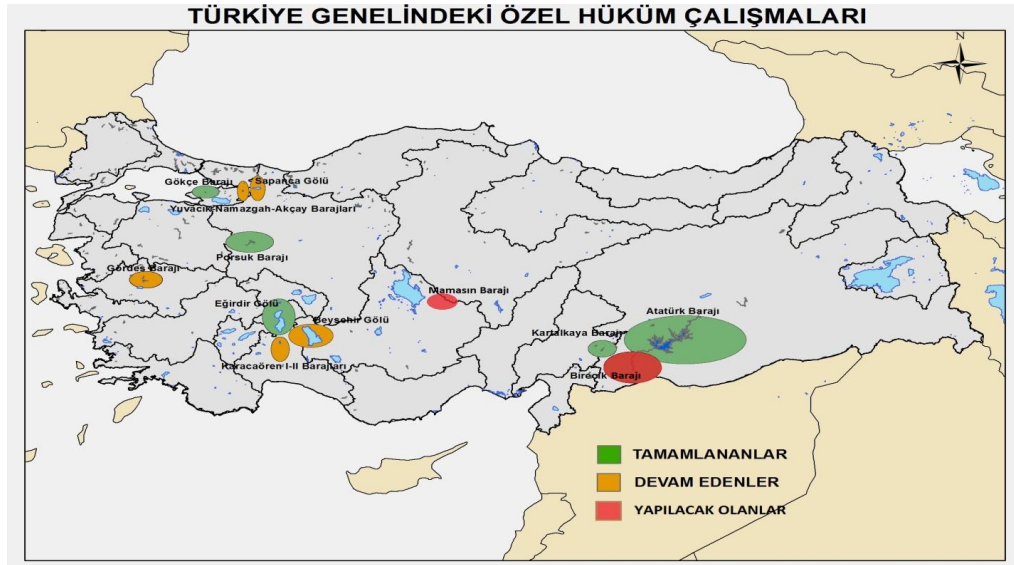 TÜRKİYE GENELİNDEKİ ÖZEL HÜKÜM ÇALIŞMALARI
N
Gökçe Barajı
Sapanca Gölü
Yuvacık-Namazgah-Akçay Barajları
Porsuk Barajı
Gördes Barajı
Mamasın Barajı
Eğirdir Gölü
Atatürk Barajı
Beyşehir Gölü
Kartalkaya Barajı
Karacaören I-II Barajları
Birecik Barajı
TAMAMLANANLAR
DEVAM EDENLER
YAPILACAK OLANLAR